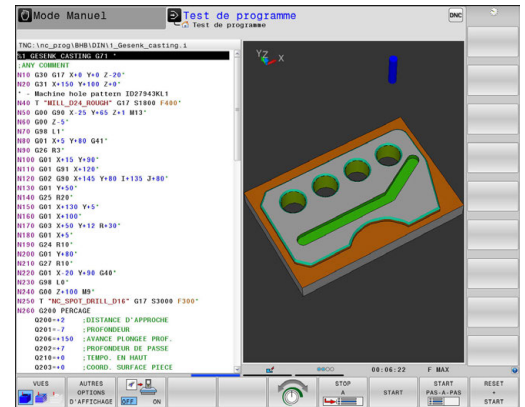 Mode Manuel
Test de programme
Test de programme
DNC
TNC:\nc_prog\BHB\DIN\1_Gesenk_casting.i
%1_GESENK_CASTING G71 *
;ANY COMMENT
N10 G30 G17 X+0 Y+0 Z-20*
N20 G31 X+150 Y+100 Z+0*
* - Machine hole pattern ID27943KL1
N40 T "MILL_D24_ROUGH" G17 S1800 F400*
N50 G00 G90 X-25 Y+65 Z+1 M13*
N60 G00 Z-5*
N70 G98 L1*
N80 G01 X+5 Y+80 G41*
N90 G26 R3*
N100 G01 X+15 Y+90*
N110 G01 G91 X+120*
N120 G02 G90 X+145 Y+80 I+135 J+80*
N130 G01 Y+50*
N140 G25 R20*
N150 G01 X+130 Y+5*
N160 G01 X+100*
N170 G03 X+50 Y+12 R+30*
N180 G01 X+5*
N190 G24 R10*
N200 G01 Y+80*
N210 G27 R10*
N220 G01 X-20 Y+90 G40*
N230 G98 L0*
N240 G00 Z+100 M9*
N250 T "NC_SPOT_DRILL_D16" G17 S3000 F300*
N260 G200 PERCAGE
Q200=+2 ;DISTANCE D'APPROCHE
Q201=-7 ;PROFONDEUR
Q206=+150 ;AVANCE PLONGEE PROF.
Q202=+7 ;PROFONDEUR DE PASSE
Q210=+0 ;TEMPO. EN HAUT
Q203=+0 ;COORD. SURFACE PIECE
YZ X
00:06:22 F MAX
VUES
AUTRES
OPTIONS
D'AFFICHAGE
OFF ON
STOP
A
START
START
PAS-A-PAS
RESET
+
START